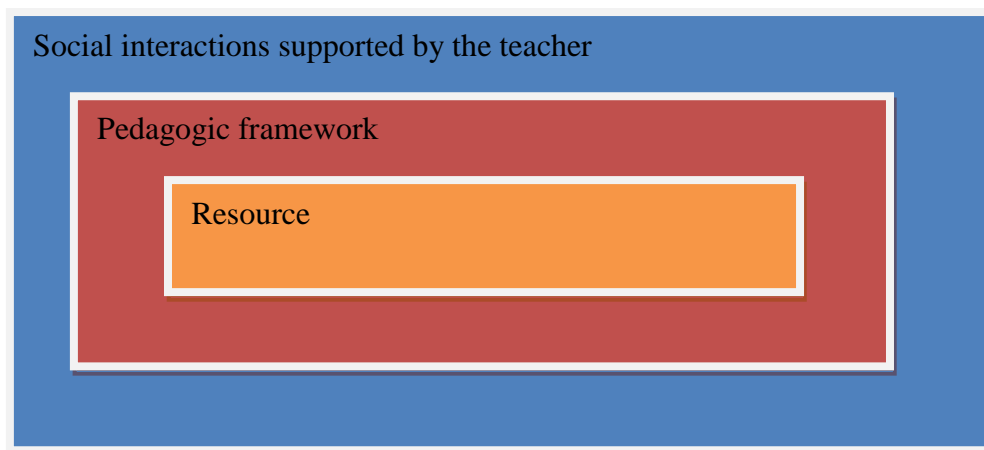 Social interactions supported by the teacher
Pedagogic framework
Resource